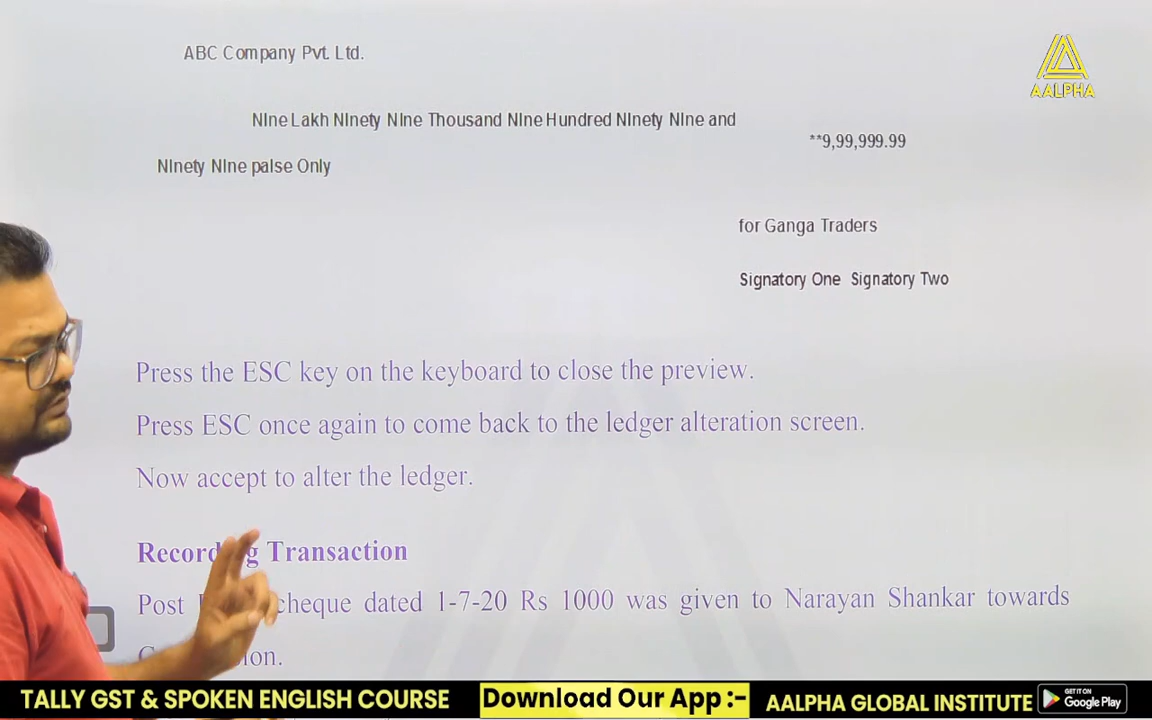 ABC Company Pvt. Ltd.
AALPHA
NIne Lakh NInety NIne Thousand NIne Hundred NInety NIne and
**9,99,999.99
NInety NIne paIse Only
for Ganga Traders
Signatory One Signatory Two
Press the ESC key on the keyboard to close the preview.
Press ESC once again to come back to the ledger alteration screen.
Now accept to alter the ledger.
Transaction
Post cheque dated 1-7-20 Rs 1000 was given to Narayan Shankar towards
TALLY GST & SPOKEN ENGLISH COURSE
Download Our App :-
AALPHA GLOBAL INSTITUTE
GET IT ON
Google Play